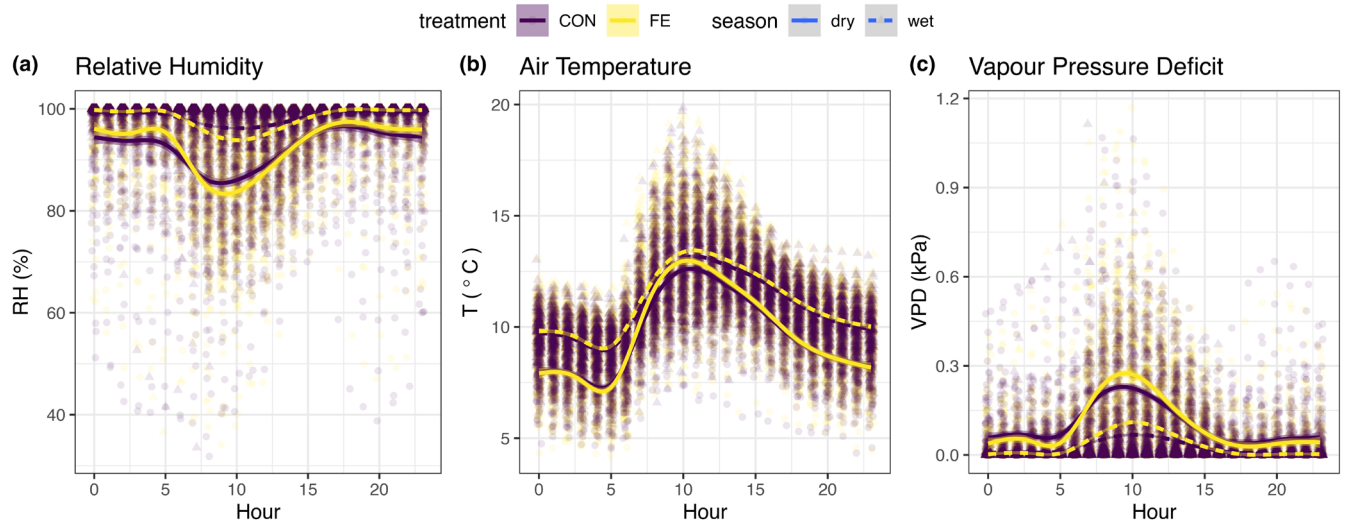 treatment CON FE season dry wet
(a) Relative Humidity
RH (%)
100
80
60
40
0 5 10 15 20
Hour
(b) Air Temperature
T ( ° C)
20
15
10
5
0 5 10 15 20
Hour
(c) Vapour Pressure Deficit
VPD (kPa)
1.2
0.9
0.6
0.3
0.0
0 5 10 15 20
Hour